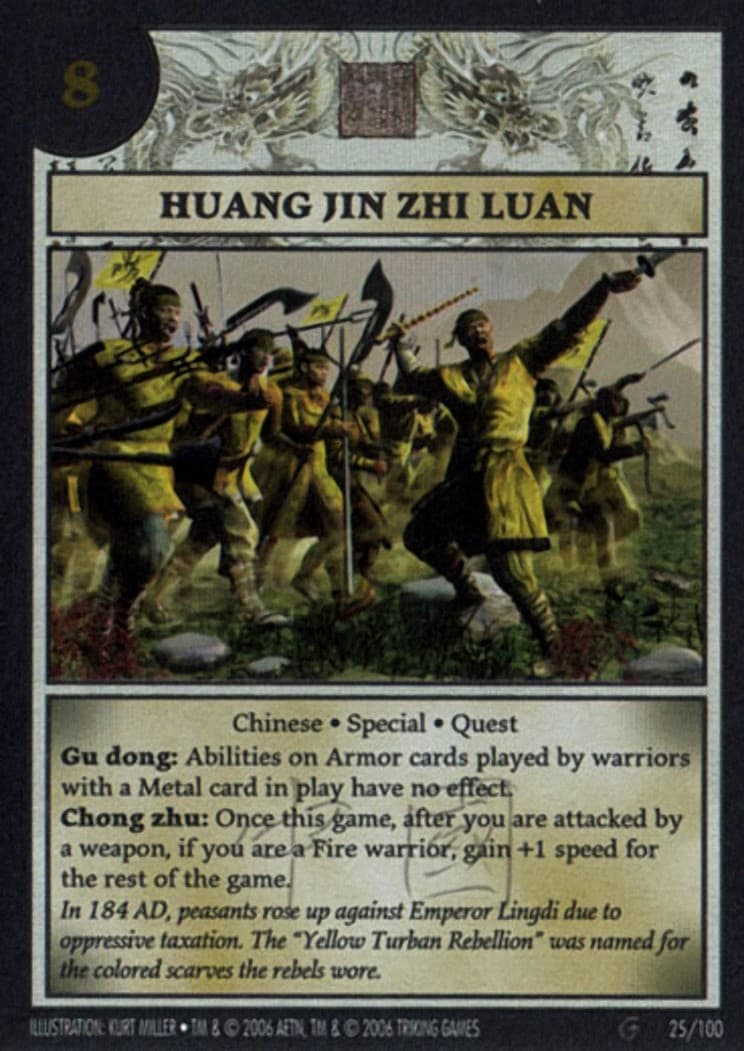 8
HUANG JIN ZHI LUAN
Chinese • Special • Quest
Gu dong: Abilities on Armor cards played by warriors
with a Metal card in play have no effect.
Chong zhu: Once this game, after you are attacked by
a weapon, if you are a Fire warrior, gain +1 speed for
the rest of the game.
In 184 AD, peasants rose up against Emperor Lingdi due to
oppressive taxation. The "Yellow Turban Rebellion" was named for
the colored scarves the rebels wore.
ILLUSTRATION: KURT MILLER • TM & © 2006 AETN, TM & © 2006 TRIKING GAMES
25/100